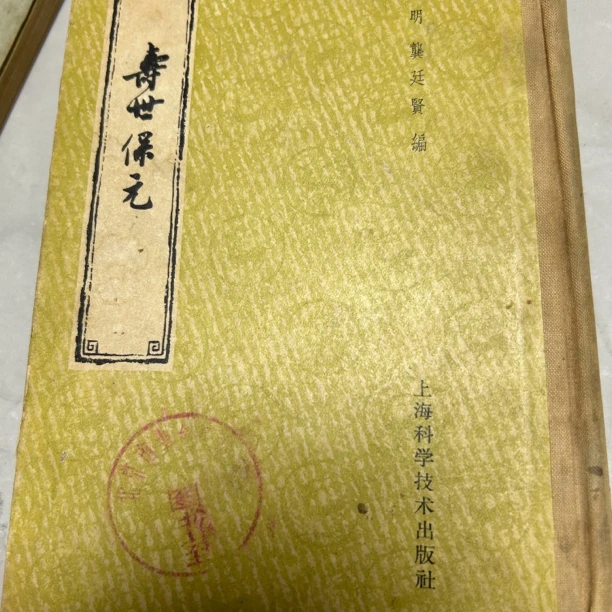 壽世保元
明 龔廷賢 編
上海科学技术出版社